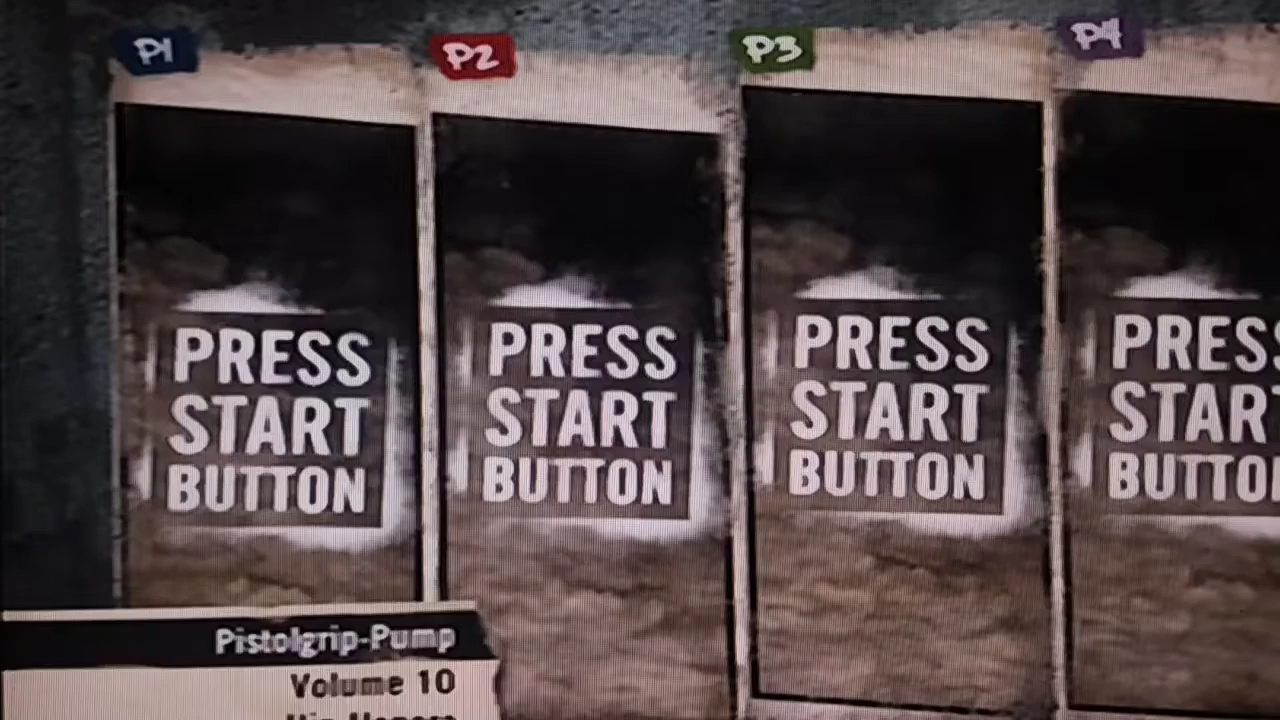 P1
P2
P3
P4
PRESS
START
BUTTON
PRESS
START
BUTTON
PRESS
START
BUTTON
PRESS
START
BUTTO
Pistolgrip-Pump
Volume 10